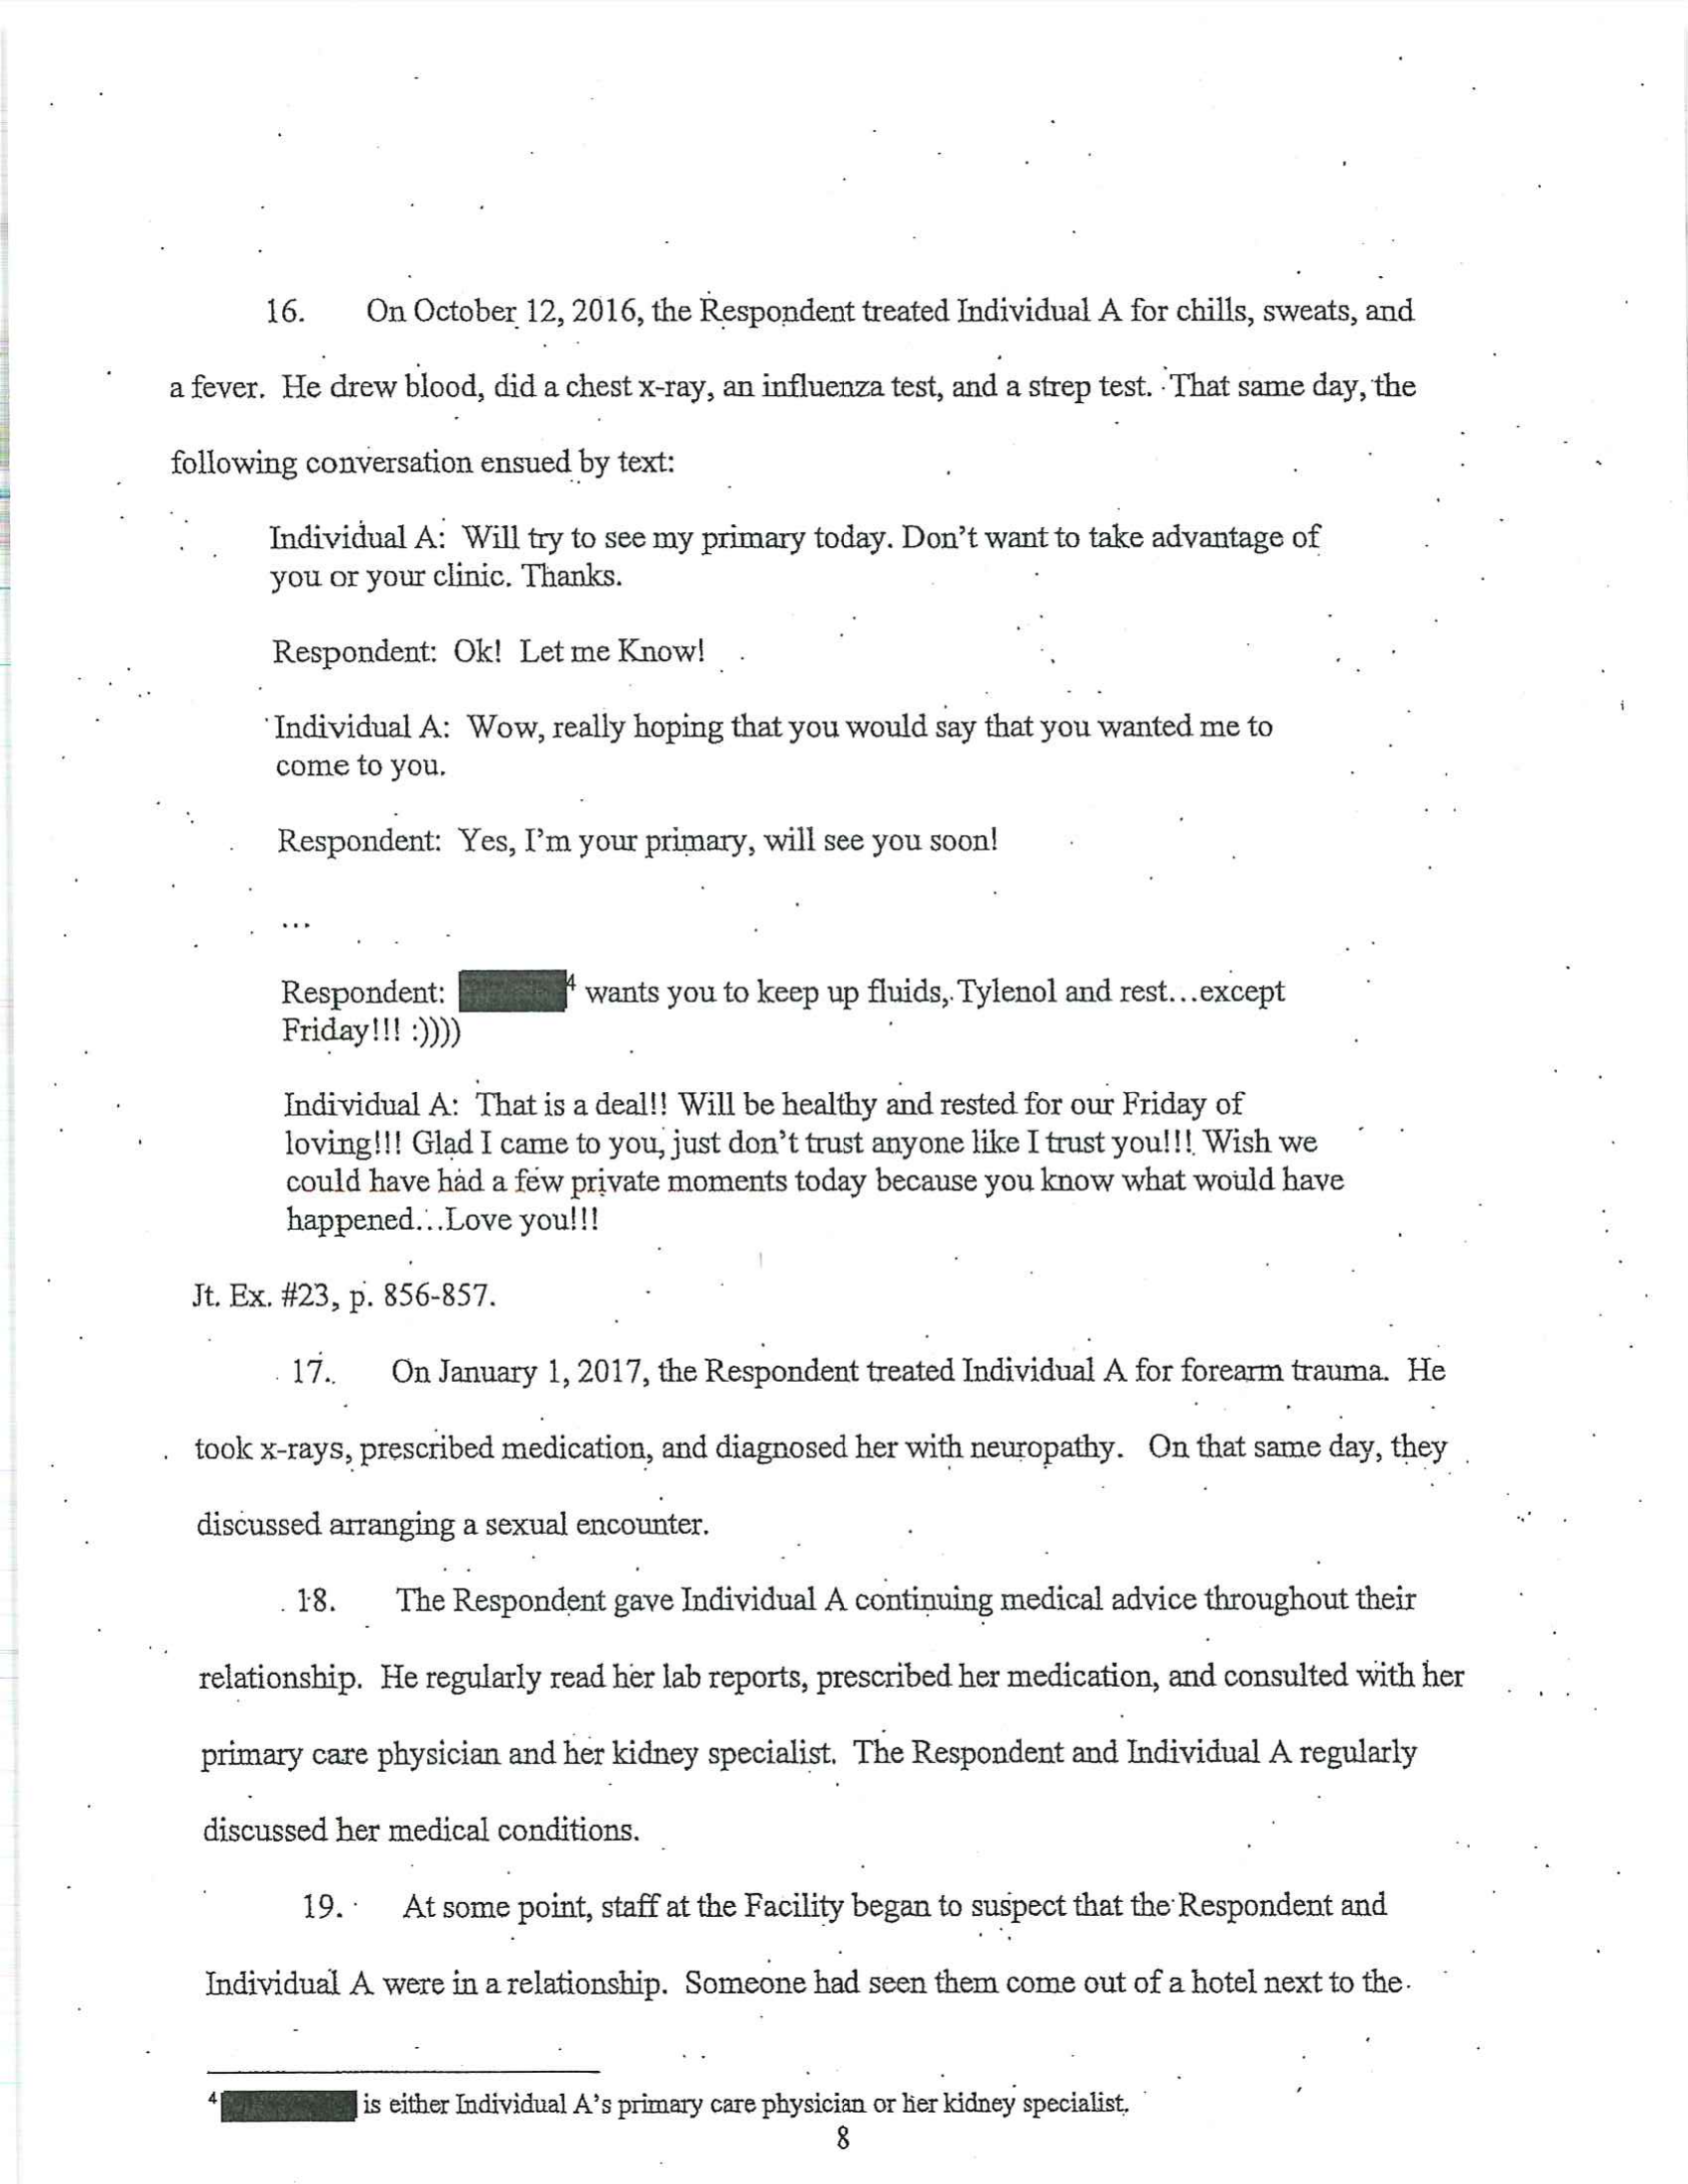 16. On October 12, 2016, the Respondent treated Individual A for chills, sweats, and
a fever. He drew blood, did a chest x-ray, an influenza test, and a strep test. That same day, the
following conversation ensued by text:
Individual A: Will try to see my primary today. Don't want to take advantage of
you or your clinic. Thanks.
Respondent: Ok! Let me Know!
Individual A: Wow, really hoping that you would say that you wanted me to
come to you.
Respondent: Yes, I'm your primary, will see you soon!
...
Respondent: 4 wants you to keep up fluids, Tylenol and rest...except
Friday!!! :))))
Individual A: That is a deal!! Will be healthy and rested for our Friday of
loving!!! Glad I came to you, just don't trust anyone like I trust you!!! Wish we
could have had a few private moments today because you know what would have
happened...Love you!!!
Jt. Ex. #23, p. 856-857.
17. On January 1, 2017, the Respondent treated Individual A for forearm trauma. He
took x-rays, prescribed medication, and diagnosed her with neuropathy. On that same day, they
discussed arranging a sexual encounter.
18. The Respondent gave Individual A continuing medical advice throughout their
relationship. He regularly read her lab reports, prescribed her medication, and consulted with her
primary care physician and her kidney specialist. The Respondent and Individual A regularly
discussed her medical conditions.
19. At some point, staff at the Facility began to suspect that the Respondent and
Individual A were in a relationship. Someone had seen them come out of a hotel next to the
4 is either Individual A's primary care physician or her kidney specialist.
8